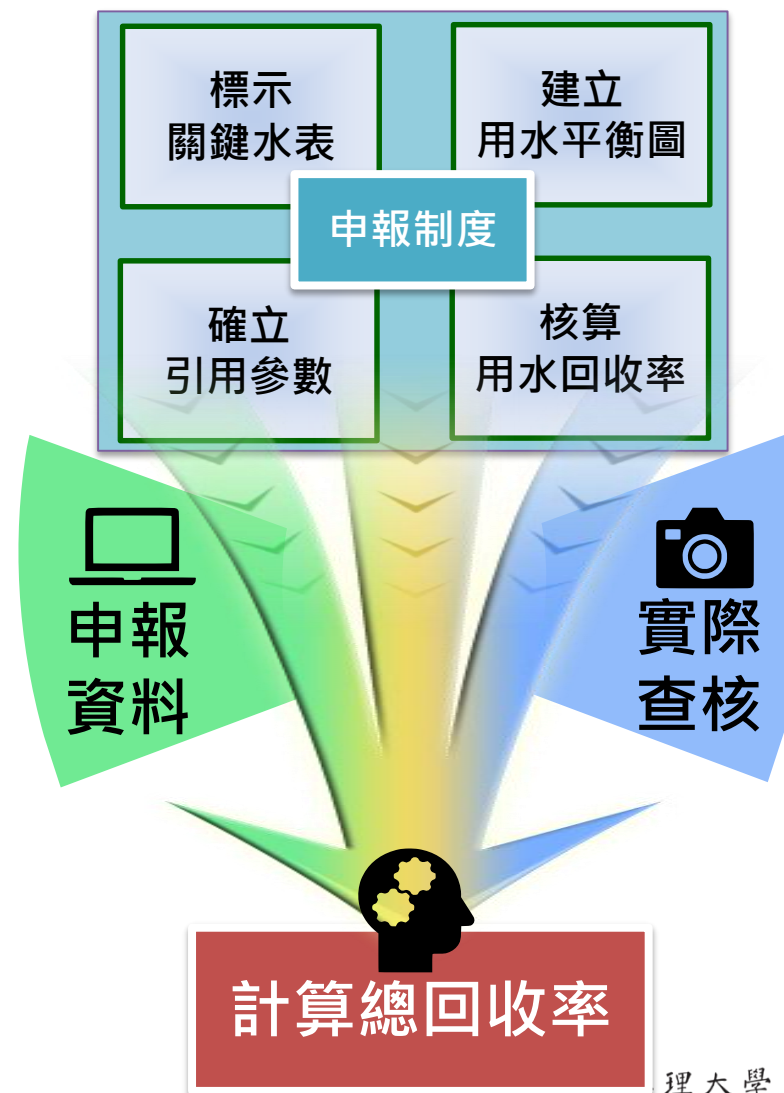 標示
關鍵水表
建立
用水平衡圖
申報制度
確立
引用參數
核算
用水回收率
申報
資料
實際
查核
計算總回收率
理大學